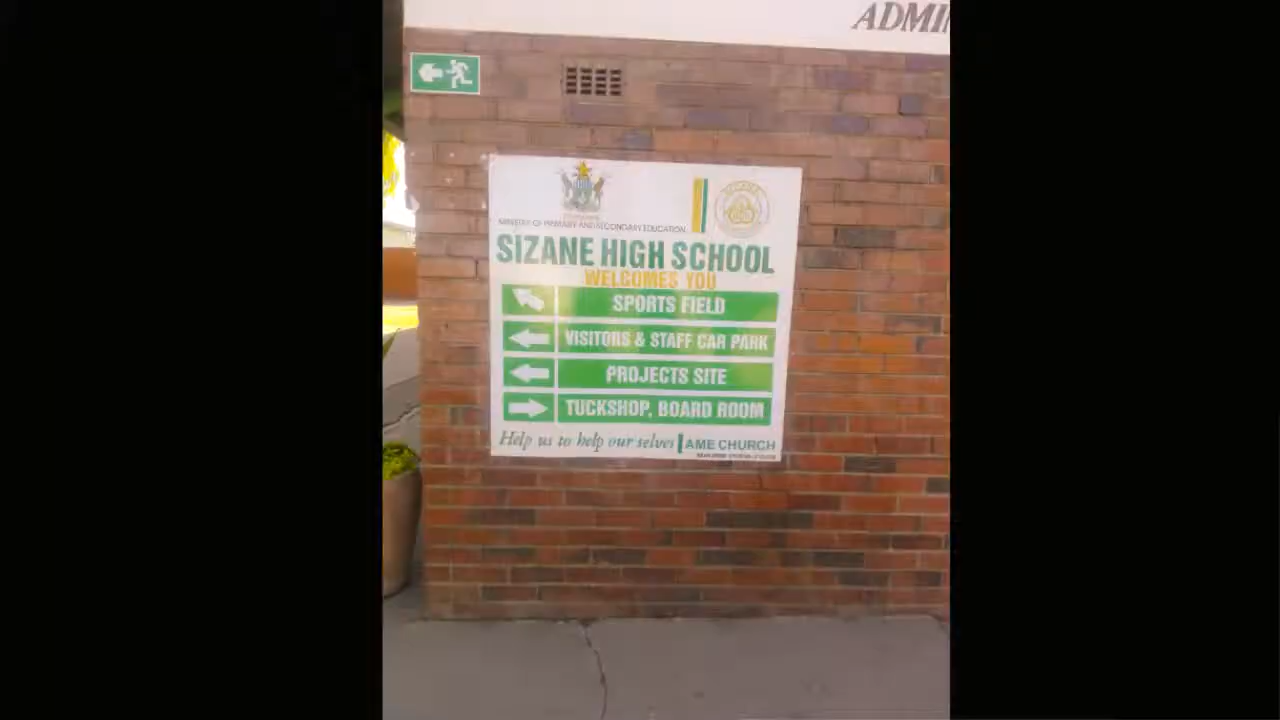 ADMI
MINISTRY OF PRIMARY AND SECONDARY EDUCATION
SIZANE HIGH SCHOOL
WELCOMES YOU
SPORTS FIELD
VISITORS & STAFF CAR PARK
PROJECTS SITE
TUCKSHOP, BOARD ROOM
Help us to help our selves
AME CHURCH